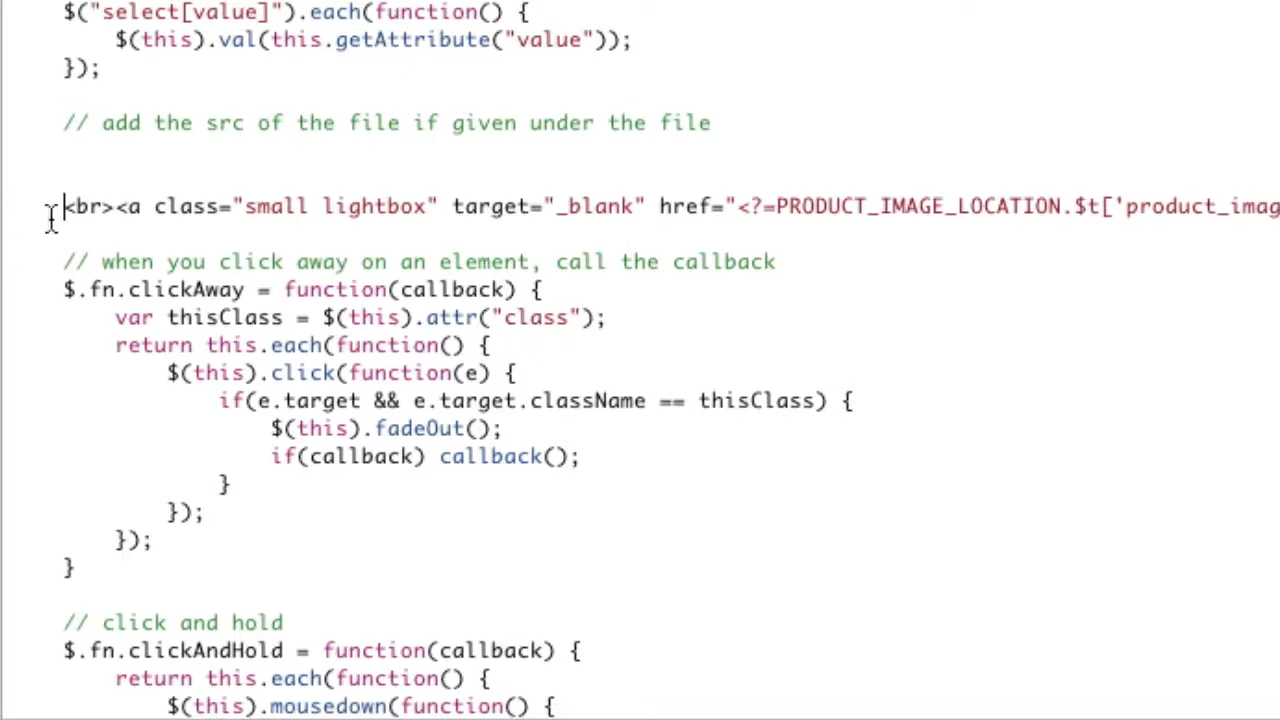 $("select[value]").each(function() {
$(this).val(this.getAttribute("value"));
});
// add the src of the file if given under the file
<br><a class="small lightbox" target="_blank" href="<?=PRODUCT_IMAGE_LOCATION.$t['product_imag
// when you click away on an element, call the callback
$.fn.clickAway = function(callback) {
var thisClass = $(this).attr("class");
return this.each(function() {
$(this).click(function(e) {
if(e.target && e.target.className == thisClass) {
$(this).fadeOut();
if(callback) callback();
}
});
});
}
// click and hold
$.fn.clickAndHold = function(callback) {
return this.each(function() {
$(this).mousedown(function() {